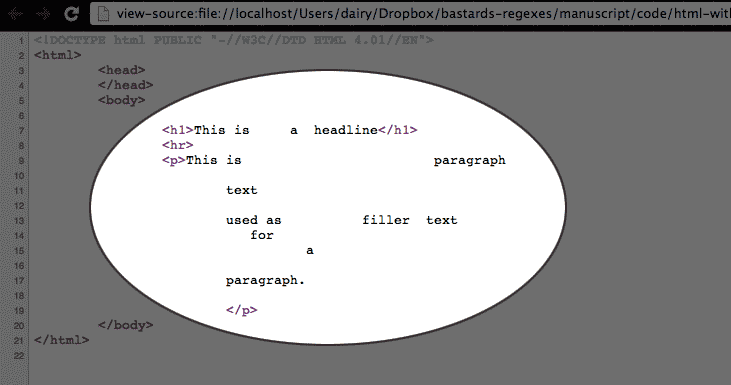 view-source:file://localhost/Users/dairy/Dropbox/bastards-regexes/manuscript/code/html-with
1 <!DOCTYPE html PUBLIC "-//W3C//DTD HTML 4.01//EN">
2 <html>
3 <head>
4 </head>
5 <body>
6
7 <h1>This is     a  headline</h1>
8 <hr>
9 <p>This is                        paragraph
10
11 text
12
13 used as          filler  text
14 for
15 a
16
17 paragraph.
18
19 </p>
20 </body>
21 </html>
22